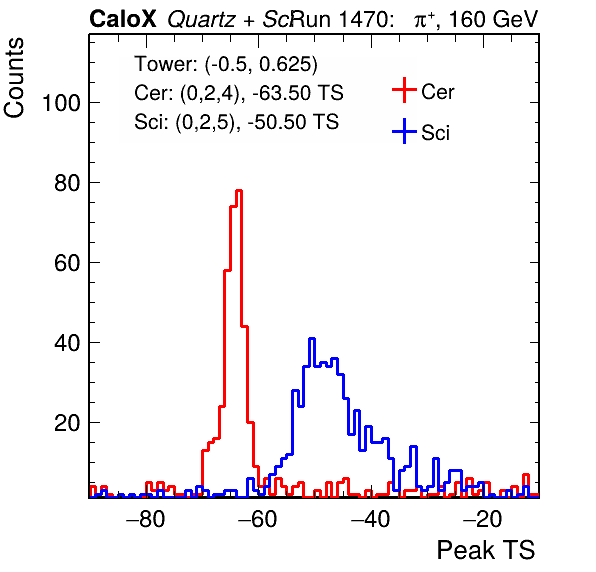 CaloX Quartz + ScRun 1470: π⁺, 160 GeV
Tower: (-0.5, 0.625)
Cer: (0,2,4), -63.50 TS
Sci: (0,2,5), -50.50 TS
Cer
Sci
Counts
100
80
60
40
20
−80 −60 −40 −20
Peak TS